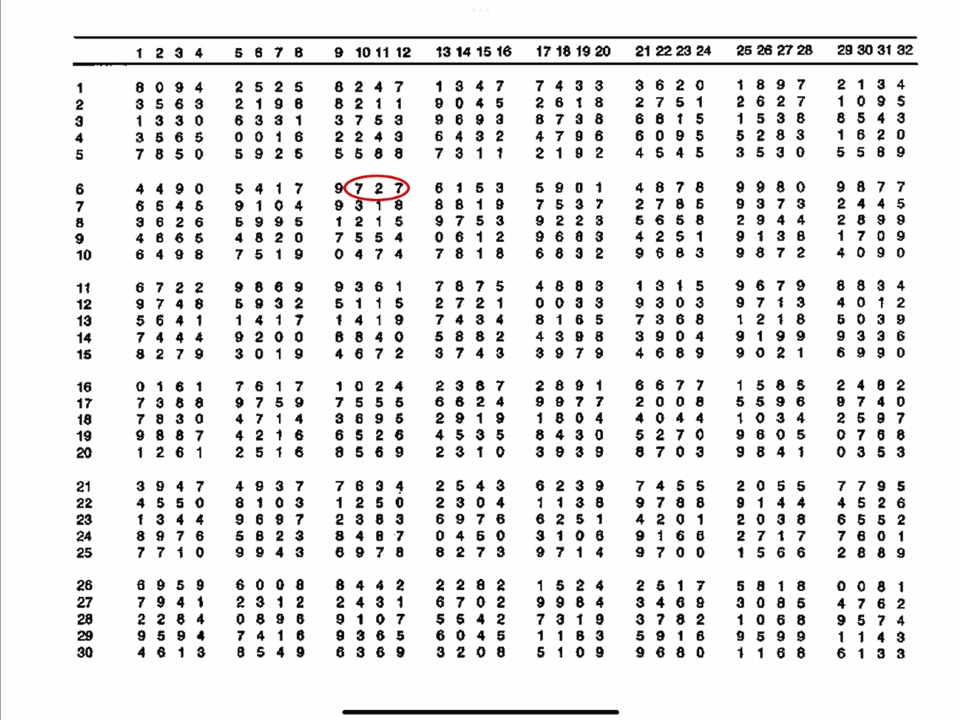 1 2 3 4 5 6 7 8 9 10 11 12 13 14 15 16 17 18 19 20 21 22 23 24 25 26 27 28 29 30 31 32
1 8 0 9 4 2 5 2 5 8 2 4 7 1 3 4 7 7 4 3 3 3 6 2 0 1 8 9 7 2 1 3 4
2 3 5 6 3 2 1 9 8 8 2 1 1 9 0 4 5 2 6 1 8 2 7 5 1 2 6 2 7 1 0 9 5
3 1 3 3 0 6 3 3 1 3 7 5 3 9 6 9 3 8 7 3 8 6 8 1 5 1 5 3 8 8 5 4 3
4 3 5 6 5 0 0 1 6 2 2 4 3 6 4 3 2 4 7 9 6 6 0 9 5 5 2 8 3 1 6 2 0
5 7 8 5 0 5 9 2 5 5 5 8 8 7 3 1 1 2 1 9 2 4 5 4 5 3 5 3 0 5 5 8 9
6 4 4 9 0 5 4 1 7 9 7 2 7 6 1 5 3 5 9 0 1 4 8 7 8 9 9 8 0 9 8 7 7
7 6 5 4 5 9 1 0 4 9 3 1 8 8 8 1 9 7 5 3 7 2 7 8 5 9 3 7 3 2 4 4 5
8 3 6 2 6 5 9 9 5 1 2 1 5 9 7 5 3 9 2 2 3 5 6 5 8 2 9 4 4 2 8 9 9
9 4 6 6 5 4 8 2 0 7 5 5 4 0 6 1 2 9 6 8 3 4 2 5 1 9 1 3 8 1 7 0 9
10 6 4 9 8 7 5 1 9 0 4 7 4 7 8 1 8 6 8 3 2 9 6 8 3 9 8 7 2 4 0 9 0
11 6 7 2 2 9 8 6 9 9 3 6 1 7 8 7 5 4 8 8 3 1 3 1 5 9 6 7 9 8 8 3 4
12 9 7 4 8 5 9 3 2 5 1 1 5 2 7 2 1 0 0 3 3 9 3 0 3 9 7 1 3 4 0 1 2
13 5 6 4 1 1 4 1 7 1 4 1 9 7 4 3 4 8 1 6 5 7 3 6 8 1 2 1 8 5 0 3 9
14 7 4 4 4 9 2 0 0 8 8 4 0 5 8 8 2 4 3 9 8 3 9 0 4 9 1 9 9 9 3 3 6
15 8 2 7 9 3 0 1 9 4 6 7 2 3 7 4 3 3 9 7 9 4 6 8 9 9 0 2 1 6 9 9 0
16 0 1 6 1 7 6 1 7 1 0 2 4 2 3 8 7 2 8 9 1 6 6 7 7 1 5 8 5 2 4 8 2
17 7 3 8 8 9 7 5 9 7 5 5 5 6 6 2 4 9 9 7 7 2 0 0 8 5 5 9 6 9 7 4 0
18 7 8 3 0 4 7 1 4 3 6 9 5 2 9 1 9 1 8 0 4 4 0 4 4 1 0 3 4 2 5 9 7
19 9 8 8 7 4 2 1 6 6 5 2 6 4 5 3 5 8 4 3 0 5 2 7 0 9 6 0 5 0 7 6 8
20 1 2 6 1 2 5 1 6 8 5 6 9 2 3 1 0 3 9 3 9 8 7 0 3 9 8 4 1 0 3 5 3
21 3 9 4 7 4 9 3 7 7 6 3 4 2 5 4 3 6 2 3 9 7 4 5 5 2 0 5 5 7 7 9 5
22 4 5 5 0 8 1 0 3 1 2 5 0 2 3 0 4 1 1 3 8 9 7 8 8 9 1 4 4 4 5 2 6
23 1 3 4 4 9 6 9 7 2 3 8 3 6 9 7 6 6 2 5 1 4 2 0 1 2 0 3 8 6 5 5 2
24 8 9 7 6 5 8 2 3 8 4 8 7 0 4 5 0 3 1 0 6 9 1 6 6 2 7 1 7 7 6 0 1
25 7 7 1 0 9 9 4 3 6 9 7 8 8 2 7 3 9 7 1 4 9 7 0 0 1 5 6 6 2 8 8 9
26 6 9 5 9 6 0 0 8 8 4 4 2 2 2 8 2 1 5 2 4 2 5 1 7 5 8 1 8 0 0 8 1
27 7 9 4 1 2 3 1 2 2 4 3 1 6 7 0 2 9 9 8 4 3 4 6 9 3 0 8 5 4 7 6 2
28 2 2 8 4 0 8 9 6 9 1 0 7 5 5 4 2 7 3 1 9 3 7 8 2 1 0 6 8 9 5 7 4
29 9 5 9 4 7 4 1 6 9 3 6 5 6 0 4 5 1 1 8 3 5 9 1 6 9 5 9 9 1 1 4 3
30 4 6 1 3 8 5 4 9 6 3 6 9 3 2 0 8 5 1 0 9 9 6 8 0 1 1 6 8 6 1 3 3